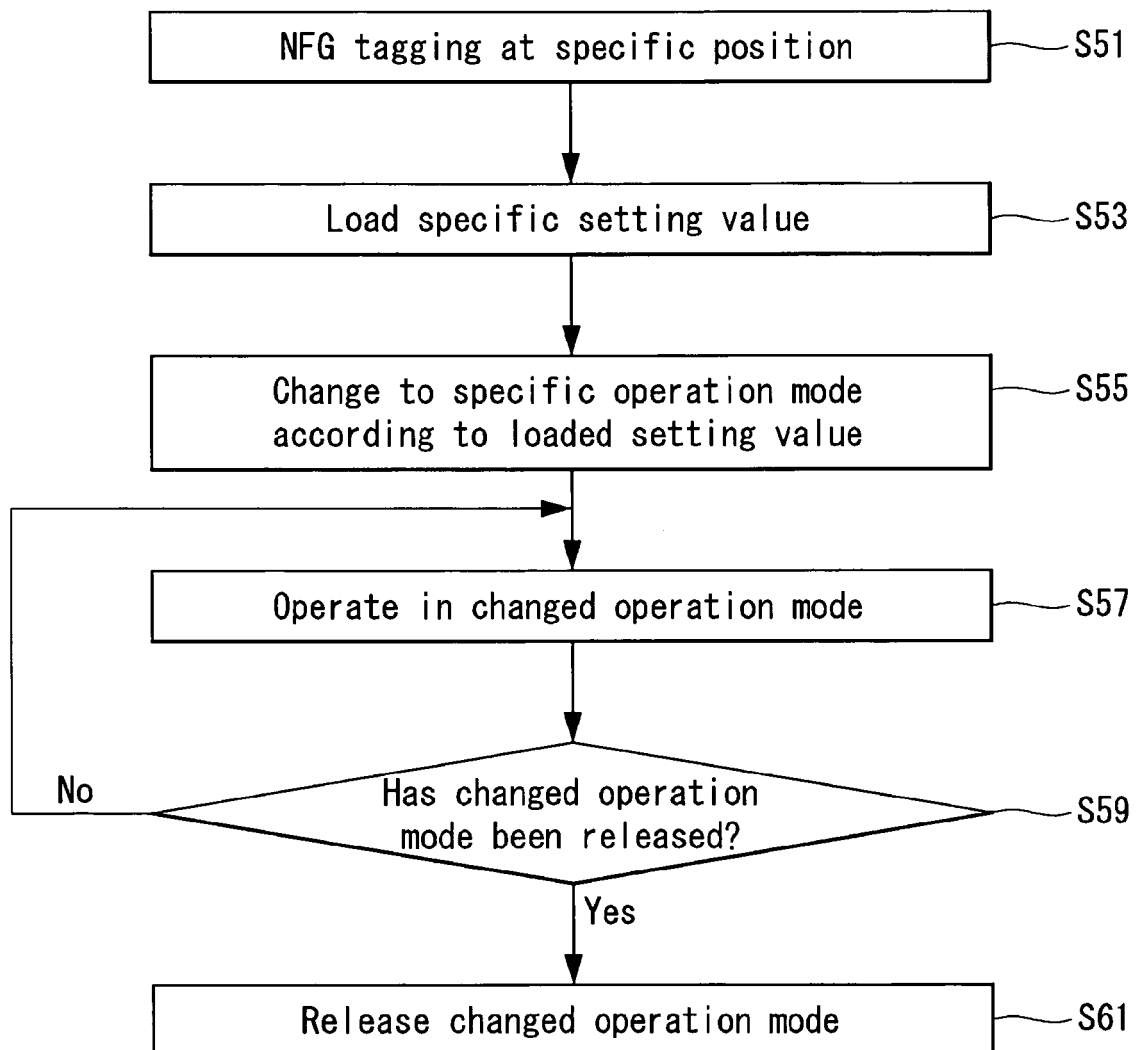 NFG tagging at specific position
S51
Load specific setting value
S53
Change to specific operation mode
according to loaded setting value
S55
Operate in changed operation mode
S57
No
Has changed operation
mode been released?
S59
Yes
Release changed operation mode
S61